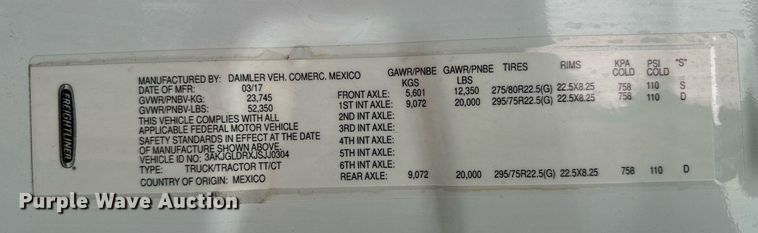 FREIGHTLINER
MANUFACTURED BY: DAIMLER VEH. COMERC. MEXICO
DATE OF MFR: 03/17
GVWR/PNBV-KG: 23,745
GVWR/PNBV-LBS: 52,350
THIS VEHICLE COMPLIES WITH ALL
APPLICABLE FEDERAL MOTOR VEHICLE
SAFETY STANDARDS IN EFFECT AT THE DATE
OF MANUFACTURE SHOWN ABOVE.
VEHICLE ID NO: 3AKJGLDRXJSJJ0304
TYPE: TRUCK/TRACTOR TT/CT
COUNTRY OF ORIGIN: MEXICO
GAWR/PNBE GAWR/PNBE TIRES RIMS KPA PSI "S"
KGS LBS COLD COLD
FRONT AXLE: 5,601 12,350 275/80R22.5(G) 22.5X8.25 758 110 S
1ST INT AXLE: 9,072 20,000 295/75R22.5(G) 22.5X8.25 758 110 D
2ND INT AXLE:
3RD INT AXLE:
4TH INT AXLE:
5TH INT AXLE:
6TH INT AXLE:
REAR AXLE: 9,072 20,000 295/75R22.5(G) 22.5X8.25 758 110 D
Purple Wave Auction